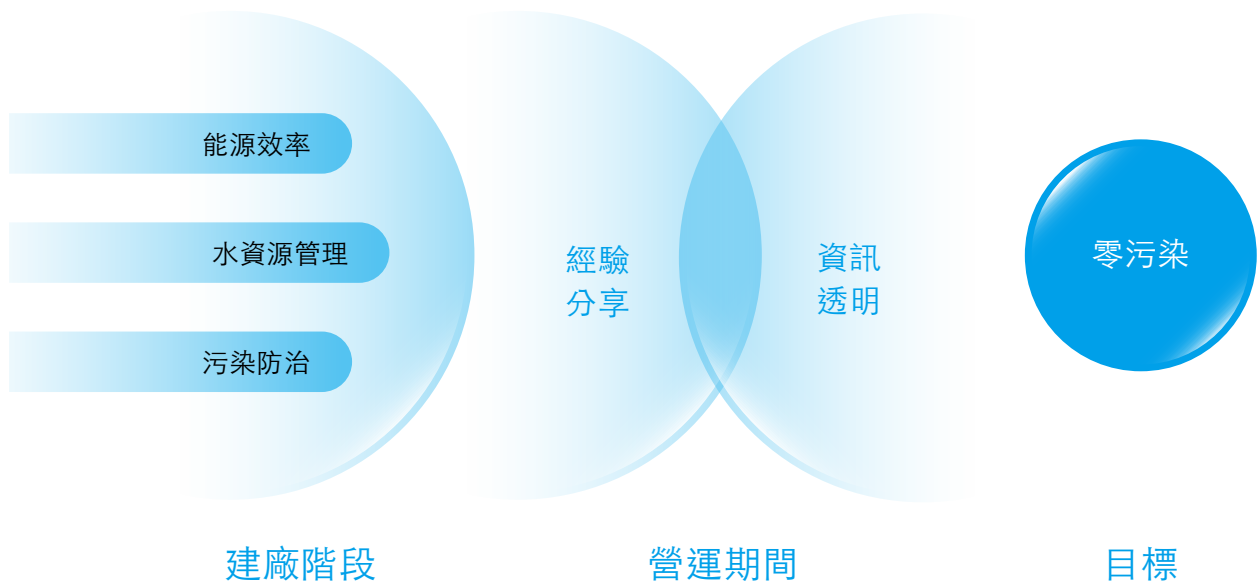 能源效率
水資源管理
污染防治
經驗
分享
資訊
透明
零污染
建廠階段
營運期間
目標